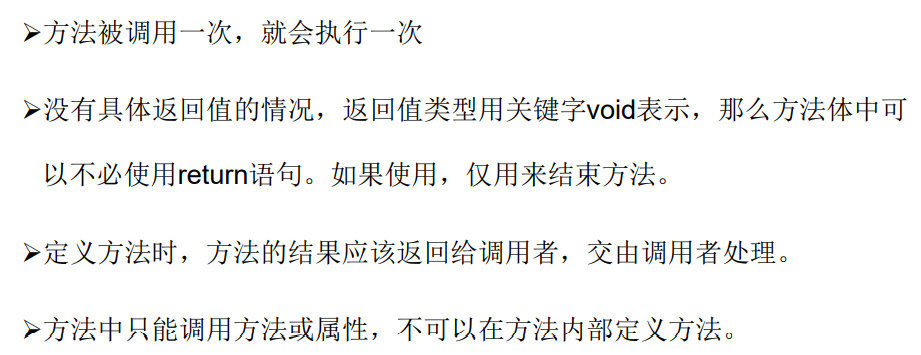 ➢方法被调用一次，就会执行一次
➢没有具体返回值的情况，返回值类型用关键字void表示，那么方法体中可
以不必使用return语句。如果使用，仅用来结束方法。
➢定义方法时，方法的结果应该返回给调用者，交由调用者处理。
➢方法中只能调用方法或属性，不可以在方法内部定义方法。